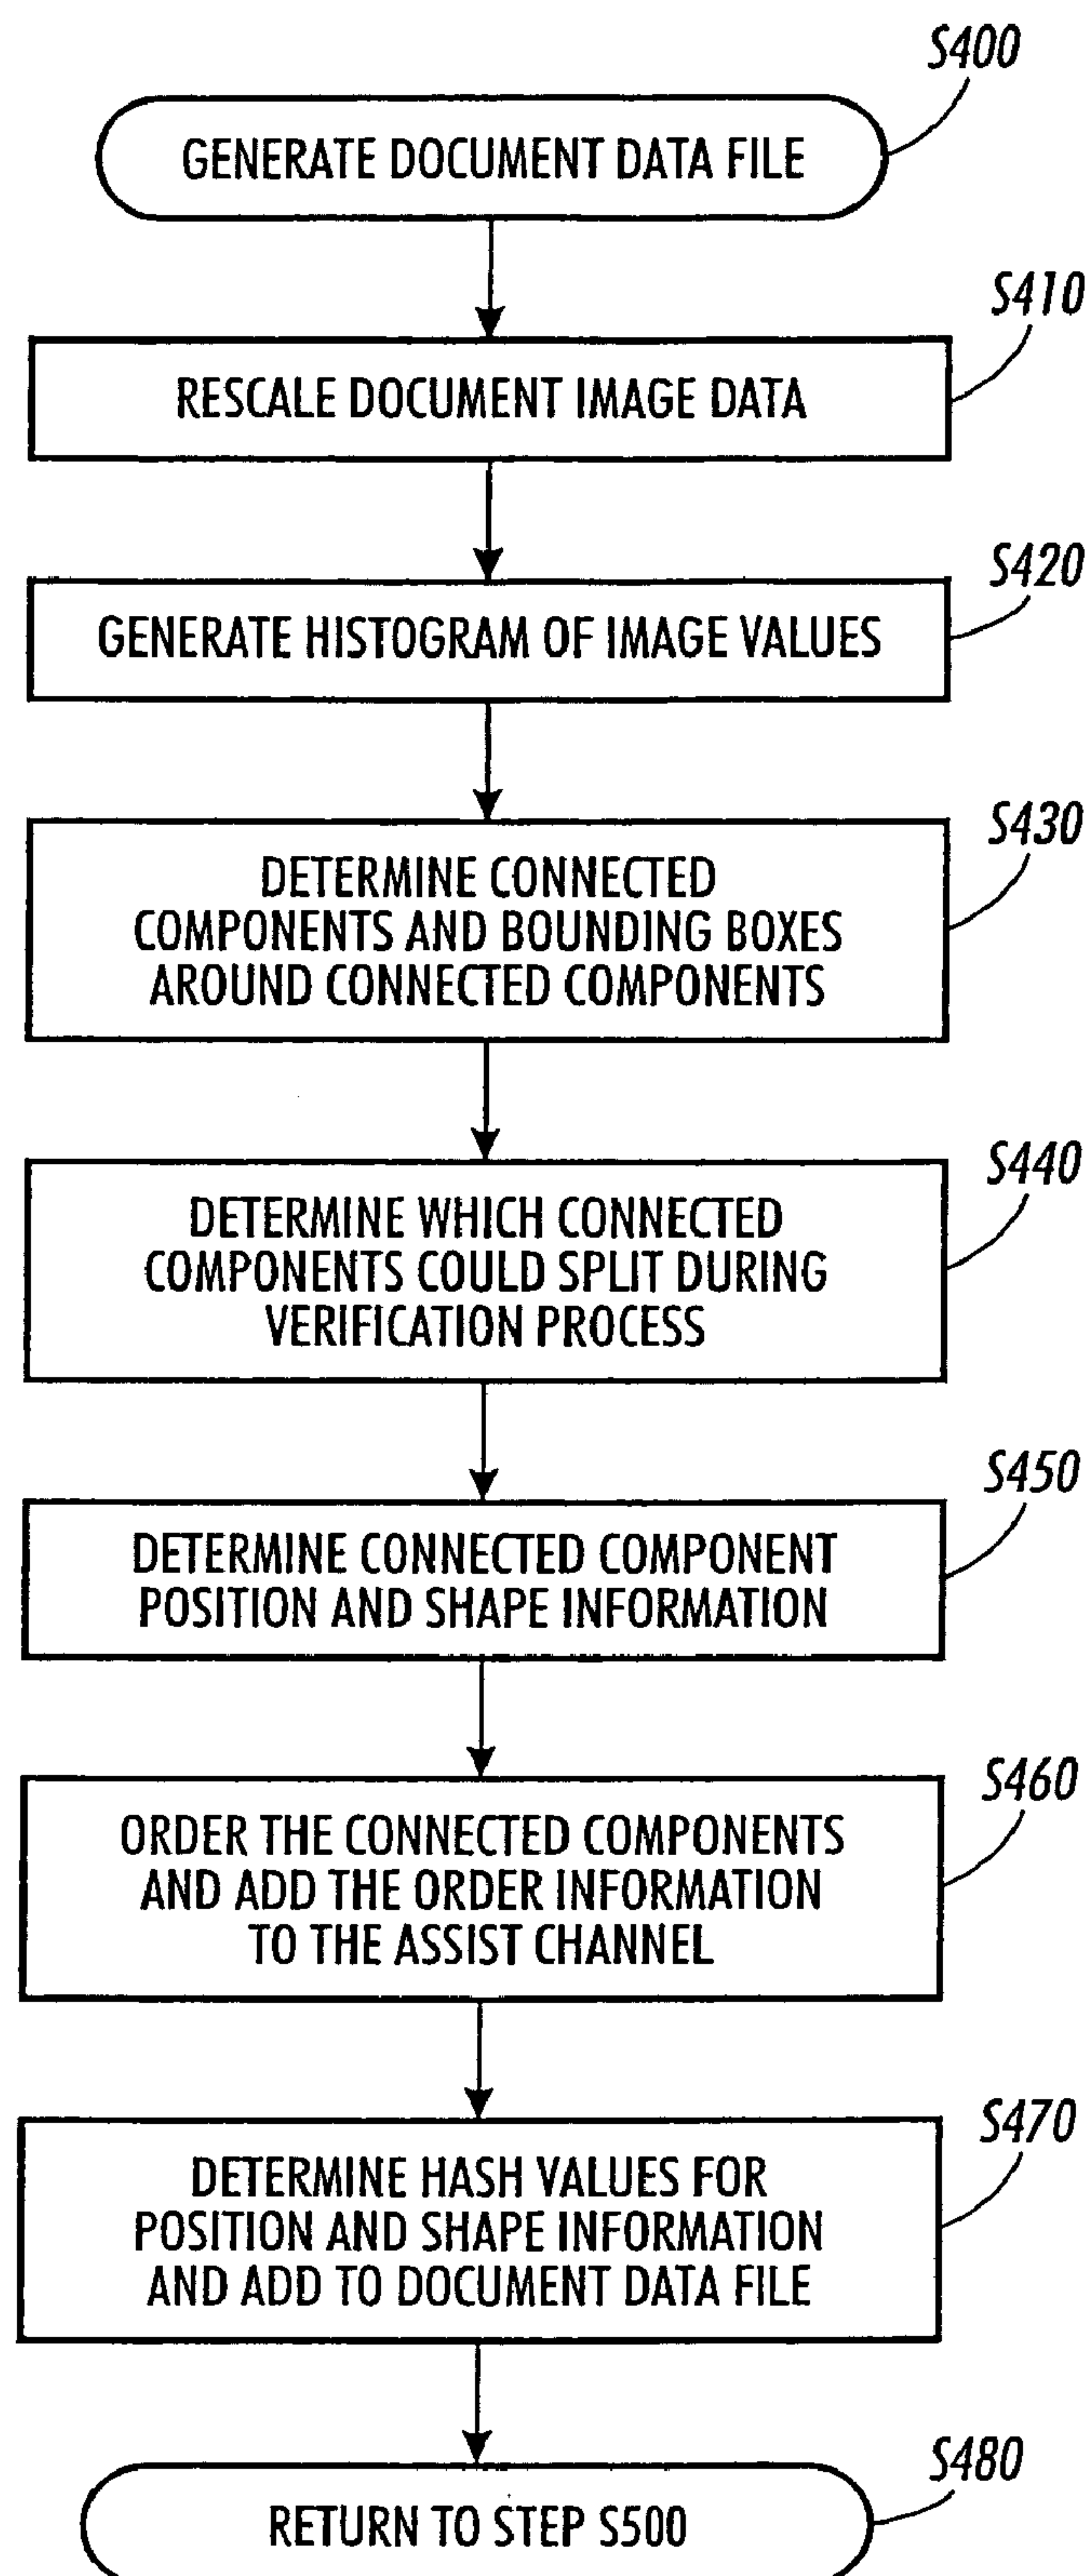 S400
GENERATE DOCUMENT DATA FILE
S410
RESCALE DOCUMENT IMAGE DATA
S420
GENERATE HISTOGRAM OF IMAGE VALUES
S430
DETERMINE CONNECTED
COMPONENTS AND BOUNDING BOXES
AROUND CONNECTED COMPONENTS
S440
DETERMINE WHICH CONNECTED
COMPONENTS COULD SPLIT DURING
VERIFICATION PROCESS
S450
DETERMINE CONNECTED COMPONENT
POSITION AND SHAPE INFORMATION
S460
ORDER THE CONNECTED COMPONENTS
AND ADD THE ORDER INFORMATION
TO THE ASSIST CHANNEL
S470
DETERMINE HASH VALUES FOR
POSITION AND SHAPE INFORMATION
AND ADD TO DOCUMENT DATA FILE
S480
RETURN TO STEP S500